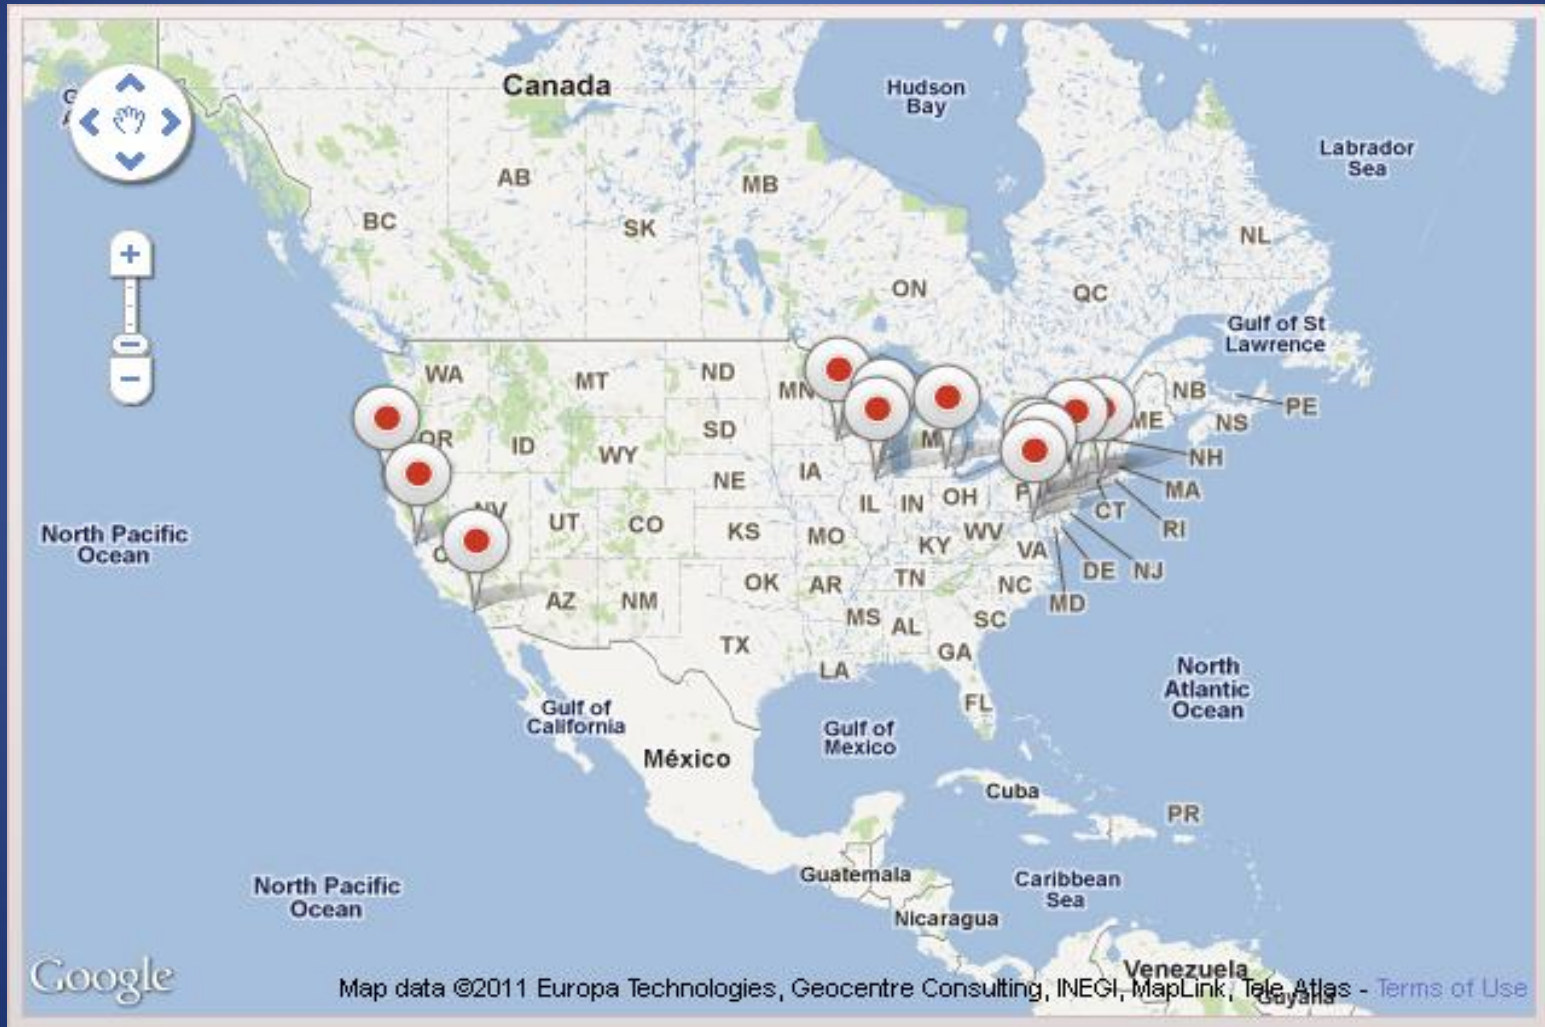 Canada
Hudson
Bay
Labrador
Sea
AB
MB
BC
SK
NL
ON
QC
Gulf of St
Lawrence
WA
MT
ND
MN
NB
PE
ME
NS
OR
ID
SD
WY
NH
IA
NE
MA
IL
IN
OH
CT
NV
UT
CO
KS
MO
WV
RI
KY
VA
North Pacific
Ocean
DE
NJ
OK
AR
TN
NC
MD
AZ
NM
MS
AL
SC
TX
GA
LA
North
Atlantic
Ocean
FL
Gulf of
California
Gulf of
Mexico
México
Cuba
PR
Guatemala
Caribbean
Sea
North Pacific
Ocean
Nicaragua
Venezuela
Google
Map data ©2011 Europa Technologies, Geocentre Consulting, INEGI, MapLink, Tele Atlas - Terms of Use
Guyana